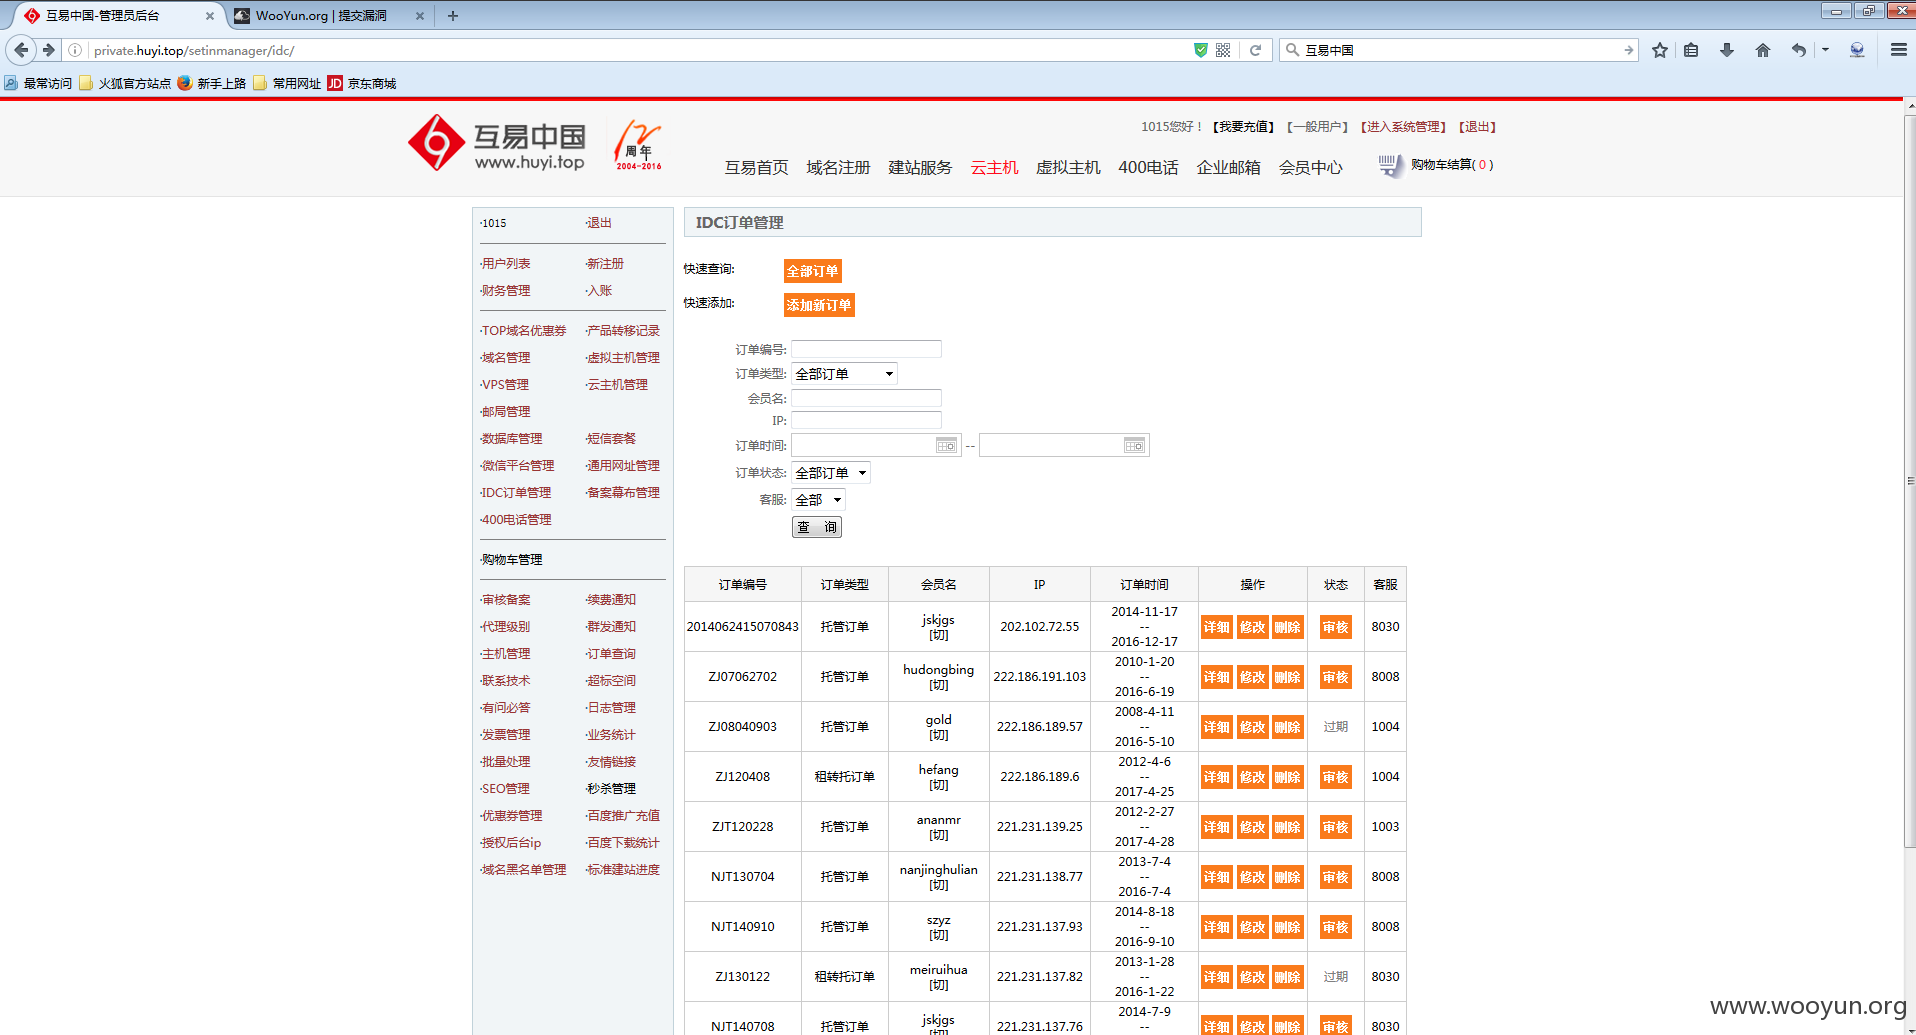 互易中国-管理员后台
WooYun.org | 提交漏洞
private.huyi.top/setinmanager/idc/
互易中国
最常访问 火狐官方站点 新手上路 常用网址 JD 京东商城
互易中国
www.huyi.top
周年
2004-2016
1015您好！【我要充值】 【一般用户】 【进入系统管理】 【退出】
互易首页 域名注册 建站服务 云主机 虚拟主机 400电话 企业邮箱 会员中心 购物车结算( 0 )
·1015 ·退出
·用户列表 ·新注册
·财务管理 ·入账
·TOP域名优惠券 ·产品转移记录
·域名管理 ·虚拟主机管理
·VPS管理 ·云主机管理
·邮局管理
·数据库管理 ·短信套餐
·微信平台管理 ·通用网址管理
·IDC订单管理 ·备案幕布管理
·400电话管理
·购物车管理
·审核备案 ·续费通知
·代理级别 ·群发通知
·主机管理 ·订单查询
·联系技术 ·超标空间
·有问必答 ·日志管理
·发票管理 ·业务统计
·批量处理 ·友情链接
·SEO管理 ·秒杀管理
·优惠券管理 ·百度推广充值
·授权后台ip ·百度下载统计
·域名黑名单管理 ·标准建站进度
IDC订单管理
快速查询: 全部订单
快速添加: 添加新订单
订单编号:
订单类型: 全部订单
会员名:
IP:
订单时间: --
订单状态: 全部订单
客服: 全部
查 询
订单编号 订单类型 会员名 IP 订单时间 操作 状态 客服
2014062415070843 托管订单 jskjgs [切] 202.102.72.55 2014-11-17 -- 2016-12-17 详细 修改 删除 审核 8030
ZJ07062702 托管订单 hudongbing [切] 222.186.191.103 2010-1-20 -- 2016-6-19 详细 修改 删除 审核 8008
ZJ08040903 托管订单 gold [切] 222.186.189.57 2008-4-11 -- 2016-5-10 详细 修改 删除 过期 1004
ZJ120408 租转托订单 hefang [切] 222.186.189.6 2012-4-6 -- 2017-4-25 详细 修改 删除 审核 1004
ZJT120228 托管订单 ananmr [切] 221.231.139.25 2012-2-27 -- 2017-4-28 详细 修改 删除 审核 1003
NJT130704 托管订单 nanjinghulian [切] 221.231.138.77 2013-7-4 -- 2016-7-4 详细 修改 删除 审核 8008
NJT140910 托管订单 szyz [切] 221.231.137.93 2014-8-18 -- 2016-9-10 详细 修改 删除 审核 8008
ZJ130122 租转托订单 meiruihua [切] 221.231.137.82 2013-1-28 -- 2016-1-22 详细 修改 删除 过期 8030
NJT140708 托管订单 jskjgs [切] 221.231.137.76 2014-7-9 -- 详细 修改 删除 审核 8030
www.wooyun.org